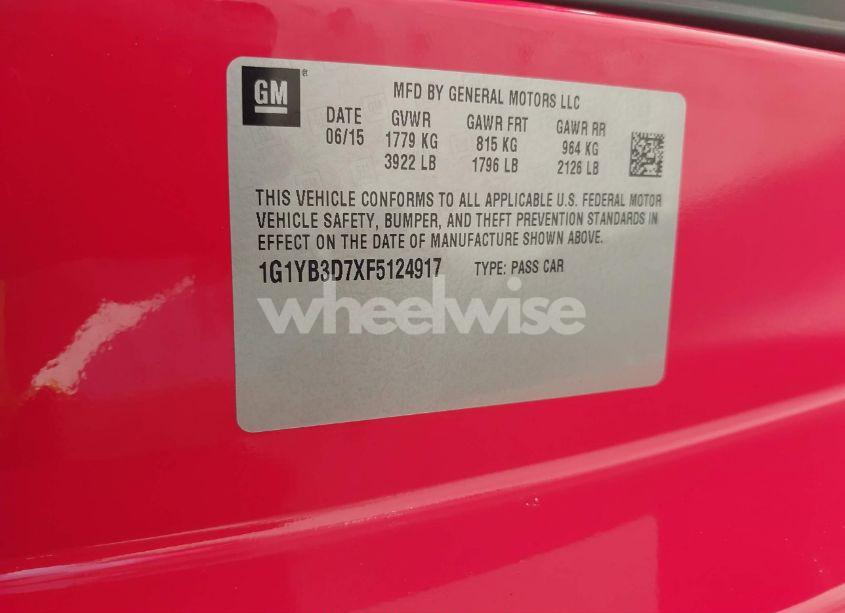 GM
MFD BY GENERAL MOTORS LLC
DATE GVWR GAWR FRT GAWR RR
06/15 1779 KG 815 KG 964 KG
3922 LB 1796 LB 2126 LB
THIS VEHICLE CONFORMS TO ALL APPLICABLE U.S. FEDERAL MOTOR
VEHICLE SAFETY, BUMPER, AND THEFT PREVENTION STANDARDS IN
EFFECT ON THE DATE OF MANUFACTURE SHOWN ABOVE.
1G1YB3D7XF5124917 TYPE: PASS CAR
wheelwise